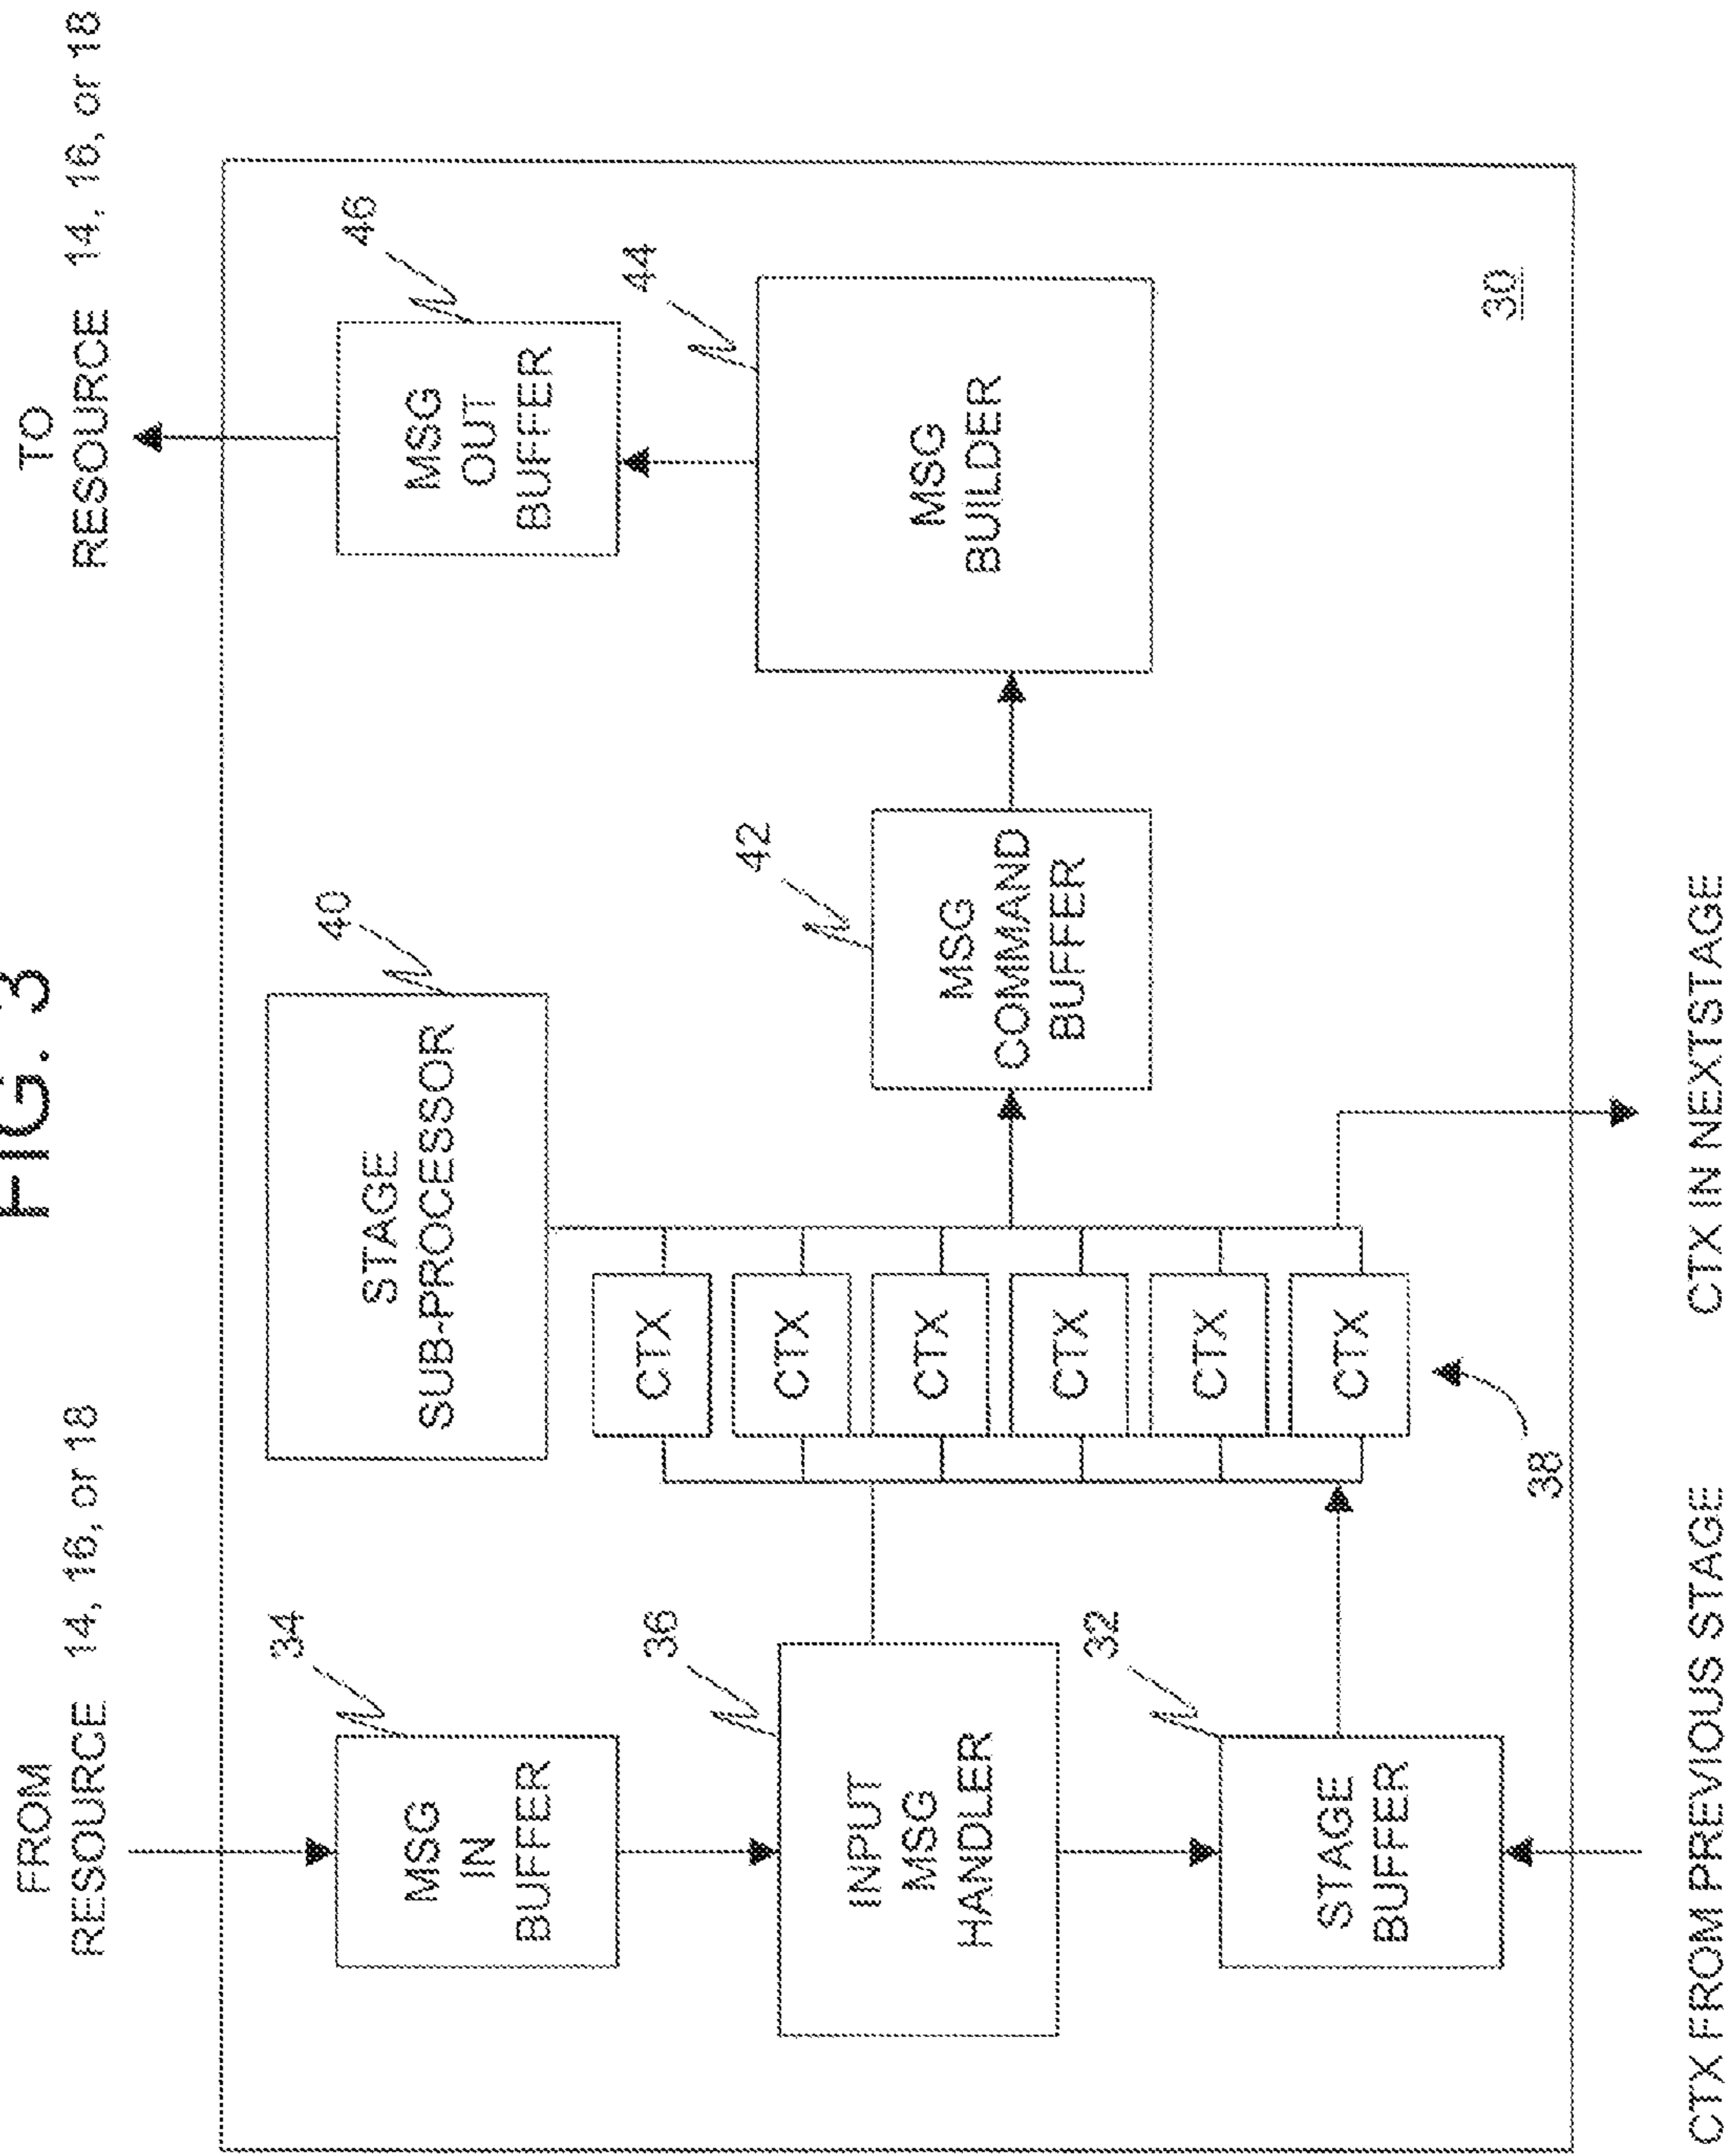 FIG. 3
FROM
RESOURCE 14, 16, or 18
TO
RESOURCE 14, 16, or 18
34
MSG
IN
BUFFER
36
INPUT
MSG
HANDLER
32
STAGE
BUFFER
40
STAGE
SUB-PROCESSOR
CTX
CTX
CTX
CTX
CTX
CTX
38
42
MSG
COMMAND
BUFFER
46
MSG
OUT
BUFFER
44
MSG
BUILDER
30
CTX FROM PREVIOUS STAGE
CTX IN NEXTSTAGE